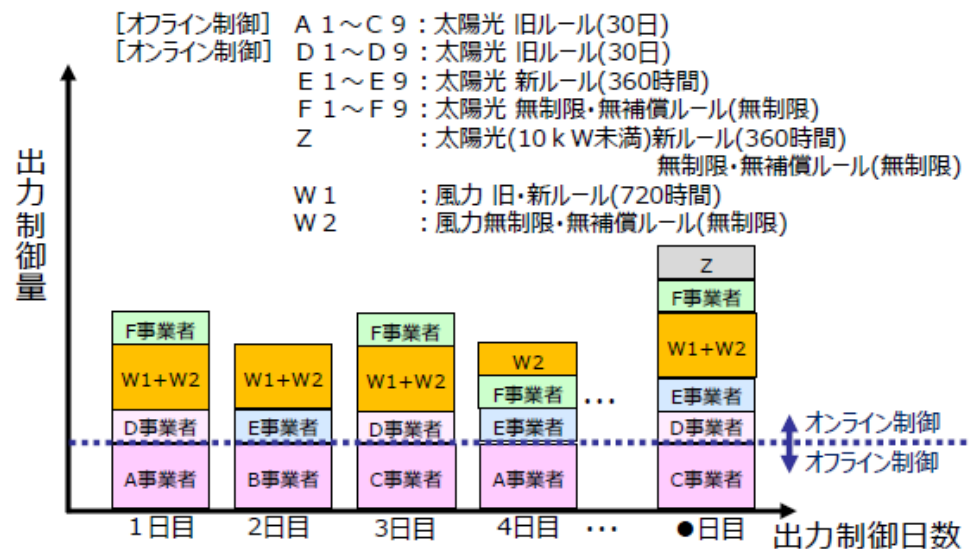 [オフライン制御] A1～C9：太陽光 旧ルール(30日)
[オンライン制御] D1～D9：太陽光 旧ルール(30日)
E1～E9：太陽光 新ルール(360時間)
F1～F9：太陽光 無制限・無補償ルール(無制限)
Z：太陽光(10kW未満)新ルール(360時間)
無制限・無補償ルール(無制限)
W1：風力 旧・新ルール(720時間)
W2：風力無制限・無補償ルール(無制限)
出力制御量
F事業者
W1+W2
D事業者
A事業者
W1+W2
E事業者
B事業者
F事業者
W1+W2
D事業者
C事業者
W2
F事業者
E事業者
A事業者
…
Z
F事業者
W1+W2
E事業者
D事業者
C事業者
オンライン制御
オフライン制御
1日目 2日目 3日目 4日目 … ●日目
出力制御日数